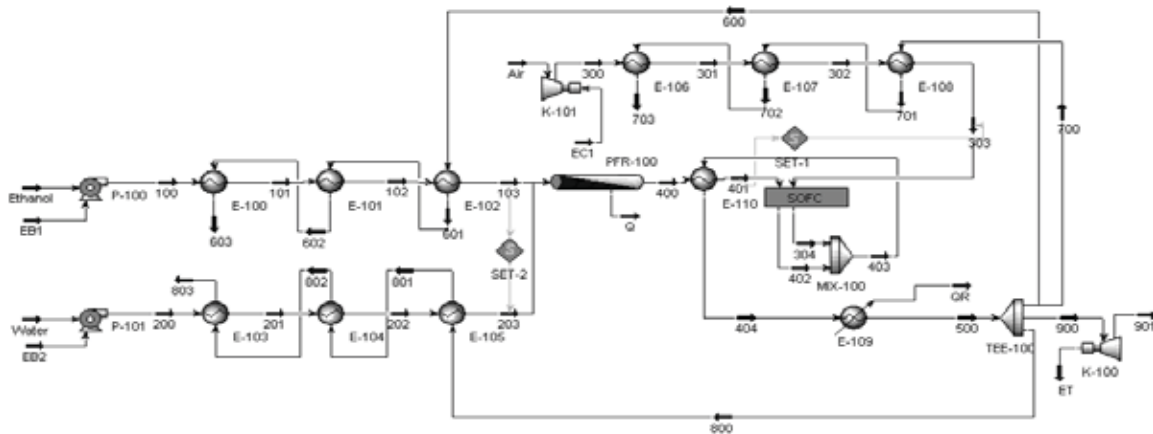 600
Air
300
301
302
E-106
E-107
E-108
K-101
703
702
701
700
303
EC1
SET-1
PFR-100
Ethanol
P-100
100
101
102
103
400
401
E-100
E-101
E-102
E-110
SOFC
EB1
603
602
601
Q
304
402
403
MIX-100
SET-2
803
802
801
QR
Water
P-101
200
201
202
203
404
500
900
901
E-103
E-104
E-105
E-109
TEE-100
K-100
EB2
ET
800